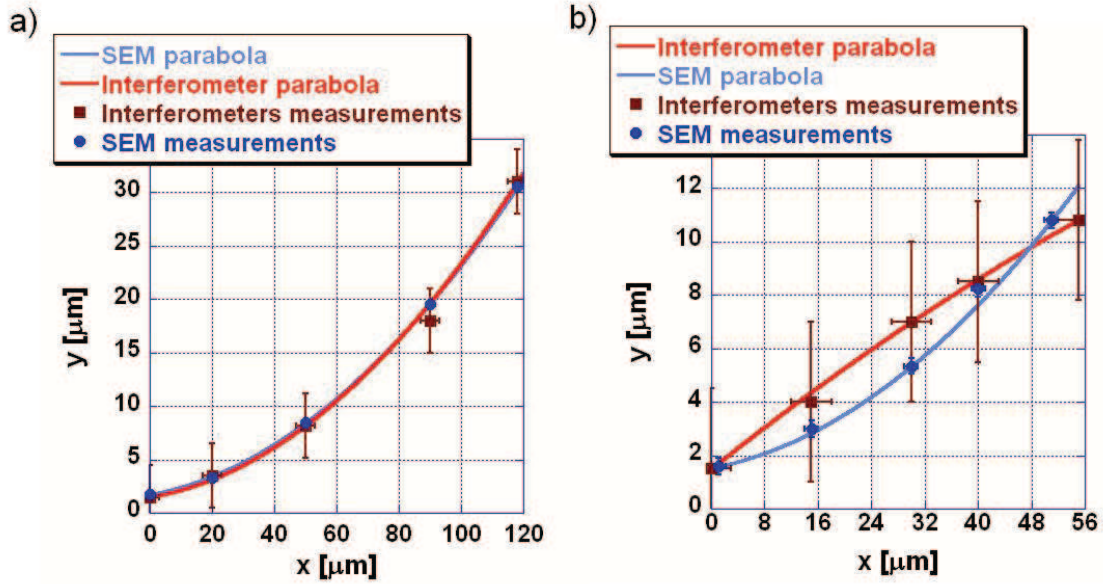 a)
SEM parabola
Interferometer parabola
Interferometers measurements
SEM measurements
30
25
20
15
10
5
0
y [μm]
0 20 40 60 80 100 120
x [μm]
b)
Interferometer parabola
SEM parabola
Interferometers measurements
SEM measurements
12
10
8
6
4
2
0
y [μm]
0 8 16 24 32 40 48 56
x [μm]